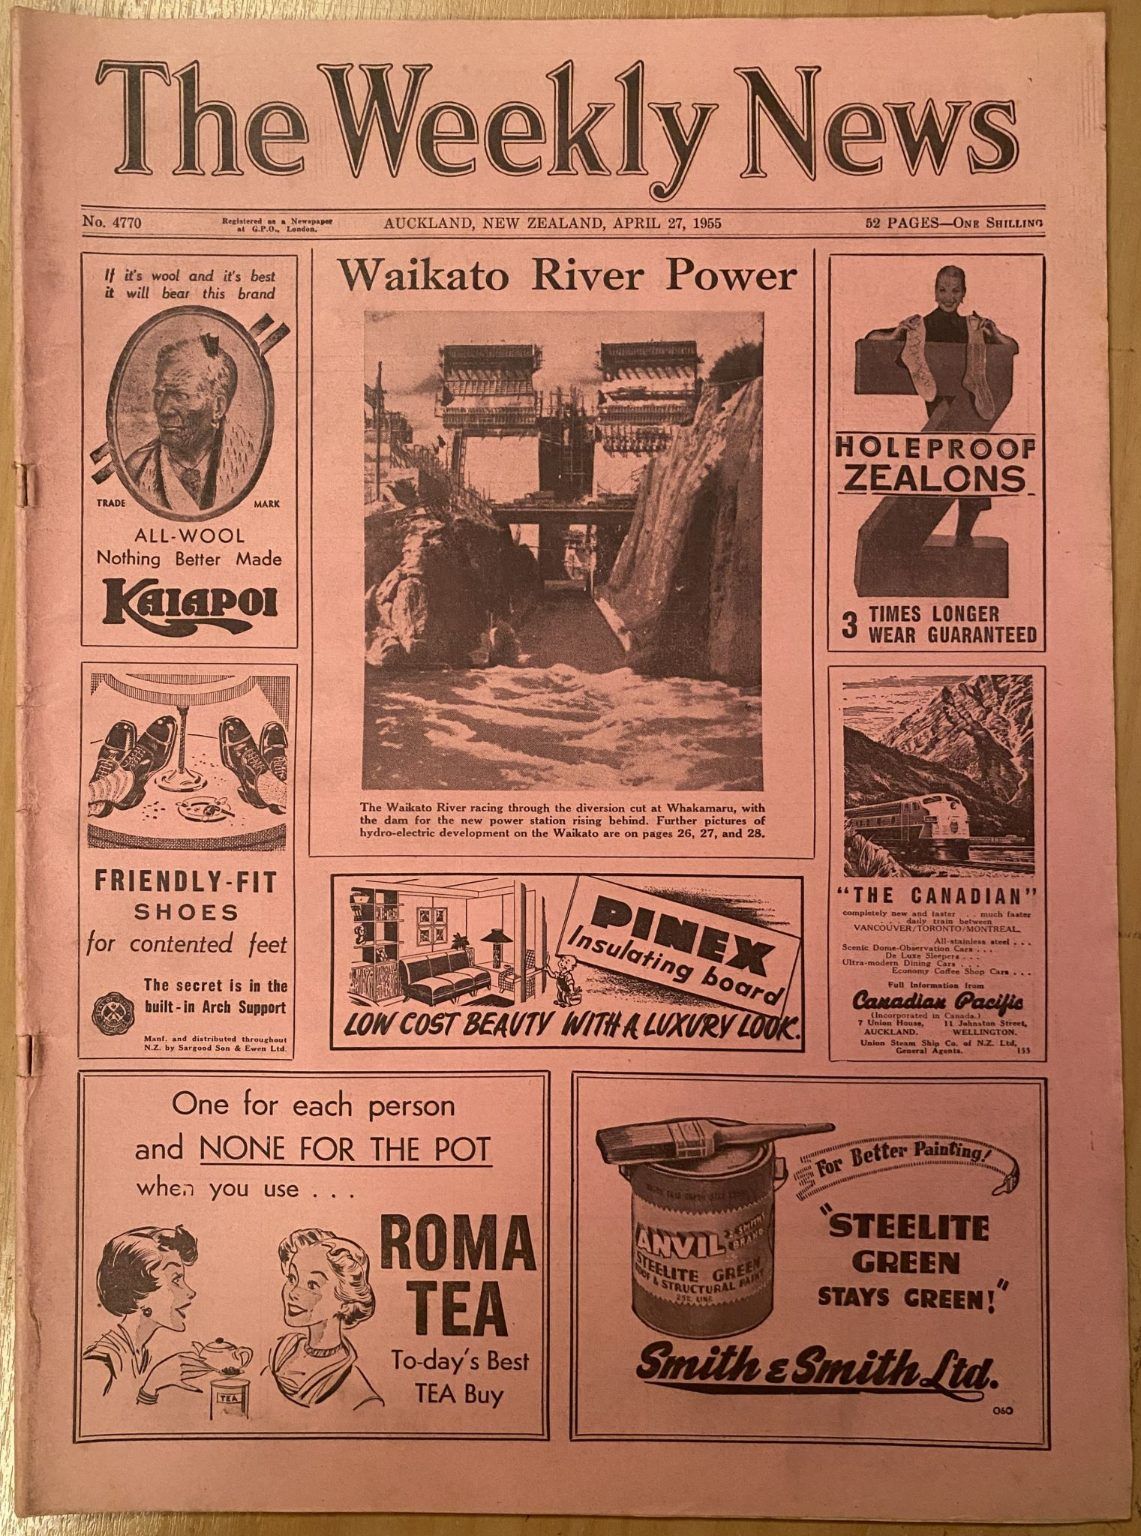 The Weekly News
No. 4770
Registered as a Newspaper
at G.P.O., London.
AUCKLAND, NEW ZEALAND, APRIL 27, 1955
52 PAGES—ONE SHILLING
If it's wool and it's best
it will bear this brand
TRADE MARK
ALL-WOOL
Nothing Better Made
KAIAPOI
Waikato River Power
The Waikato River racing through the diversion cut at Whakamaru, with
the dam for the new power station rising behind. Further pictures of
hydro-electric development on the Waikato are on pages 26, 27, and 28.
HOLEPROOF
ZEALONS
3 TIMES LONGER
WEAR GUARANTEED
FRIENDLY-FIT
SHOES
for contented feet
The secret is in the
built-in Arch Support
Manf. and distributed throughout
N.Z. by Sargood Son & Ewen Ltd.
PINEX
Insulating board
LOW COST BEAUTY WITH A LUXURY LOOK.
"THE CANADIAN"
completely new and faster . . much faster
. . . daily train between
VANCOUVER/TORONTO/MONTREAL.
All-stainless steel . . .
Scenic Dome-Observation Cars . . .
De Luxe Sleepers . . .
Ultra-modern Dining Cars . . .
Economy Coffee Shop Cars . . .
Full Information from
Canadian Pacific
(Incorporated in Canada.)
7 Union House, 11 Johnston Street,
AUCKLAND. WELLINGTON.
Union Steam Ship Co. of N.Z. Ltd,
General Agents. 155
One for each person
and NONE FOR THE POT
when you use . . .
ROMA
TEA
To-day's Best
TEA Buy
TEA
For Better Painting!
ANVIL
BRAND
STEELITE GREEN
ROOF & STRUCTURAL PAINT
"STEELITE
GREEN
STAYS GREEN!"
Smith & Smith Ltd.
060